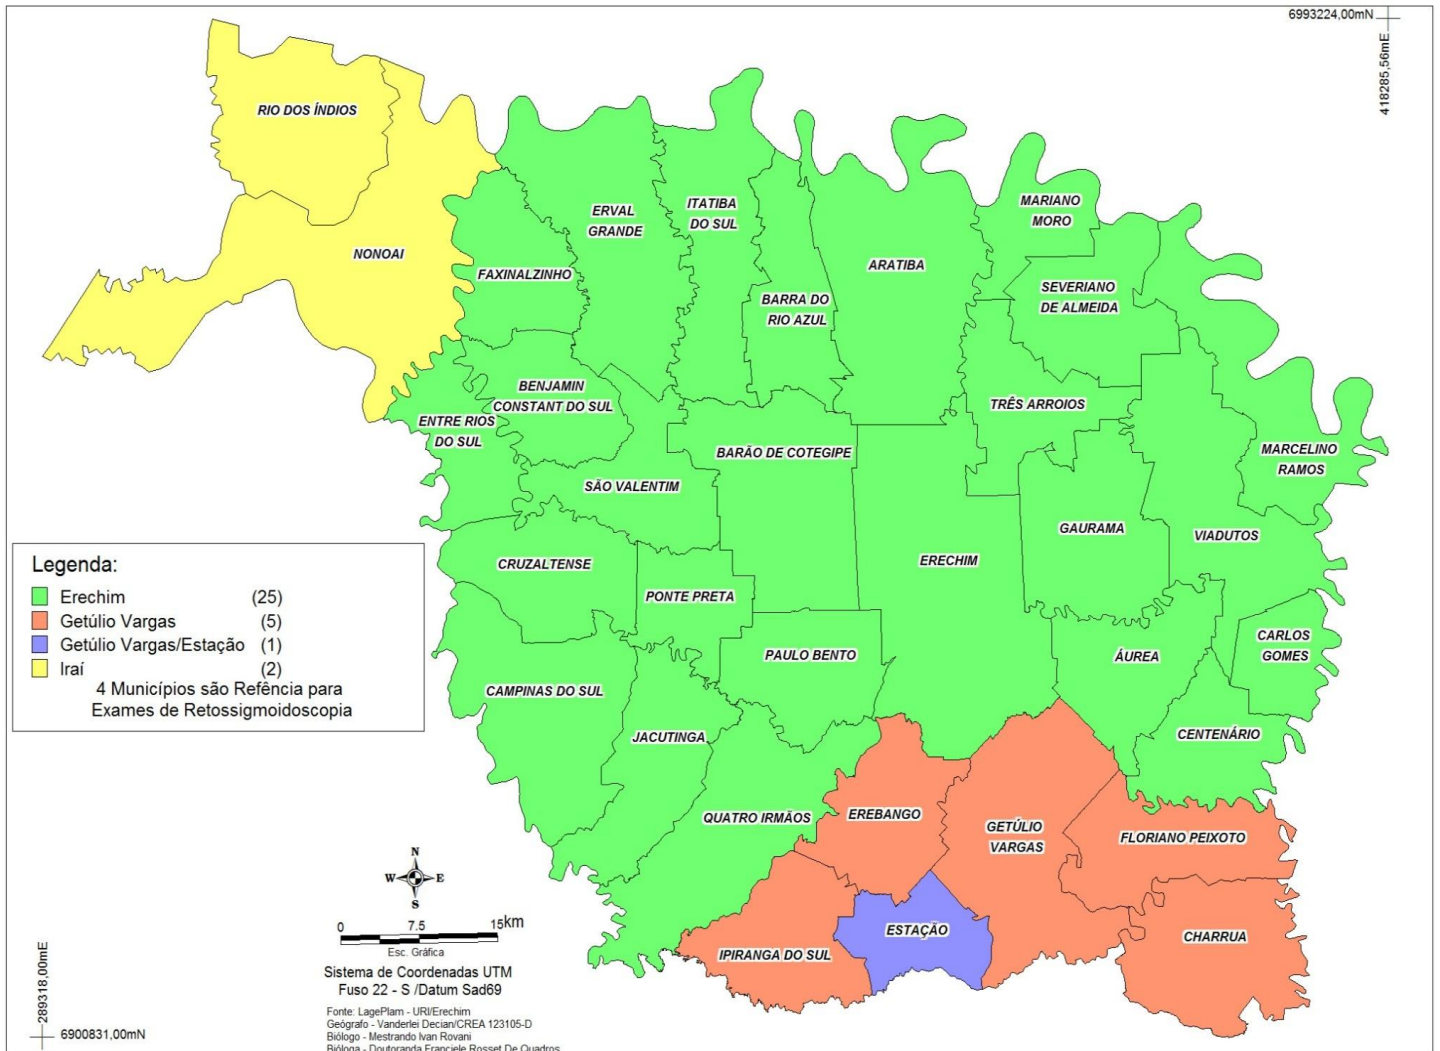 6993224,00mN
418285,56mE
RIO DOS ÍNDIOS
NONOAI
FAXINALZINHO
ERVAL
GRANDE
ITATIBA
DO SUL
BARRA DO
RIO AZUL
ARATIBA
MARIANO
MORO
SEVERIANO
DE ALMEIDA
BENJAMIN
CONSTANT DO SUL
ENTRE RIOS
DO SUL
TRÊS ARROIOS
BARÃO DE COTEGIPE
MARCELINO
RAMOS
SÃO VALENTIM
GAURAMA
VIADUTOS
CRUZALTENSE
ERECHIM
PONTE PRETA
PAULO BENTO
ÁUREA
CARLOS
GOMES
CAMPINAS DO SUL
JACUTINGA
CENTENÁRIO
QUATRO IRMÃOS
EREBANGO
GETÚLIO
VARGAS
FLORIANO PEIXOTO
IPIRANGA DO SUL
ESTAÇÃO
CHARRUA
Legenda:
Erechim (25)
Getúlio Vargas (5)
Getúlio Vargas/Estação (1)
Iraí (2)
4 Municípios são Refência para
Exames de Retossigmoidoscopia
N
W E
S
0 7.5 15km
Esc. Gráfica
Sistema de Coordenadas UTM
Fuso 22 - S /Datum Sad69
Fonte: LagePlam - URI/Erechim
Geógrafo - Vanderlei Decian/CREA 123105-D
Biólogo - Mestrando Ivan Rovani
Bióloga - Doutoranda Franciele Rosset De Quadros
289318,00mE
6900831,00mN